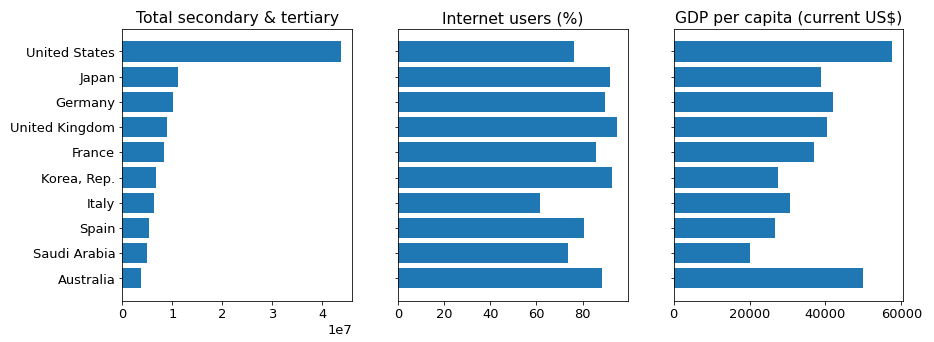 Total secondary & tertiary
Internet users (%)
GDP per capita (current US$)
United States
Japan
Germany
United Kingdom
France
Korea, Rep.
Italy
Spain
Saudi Arabia
Australia
0 1 2 3 4
1e7
0 20 40 60 80
0 20000 40000 60000